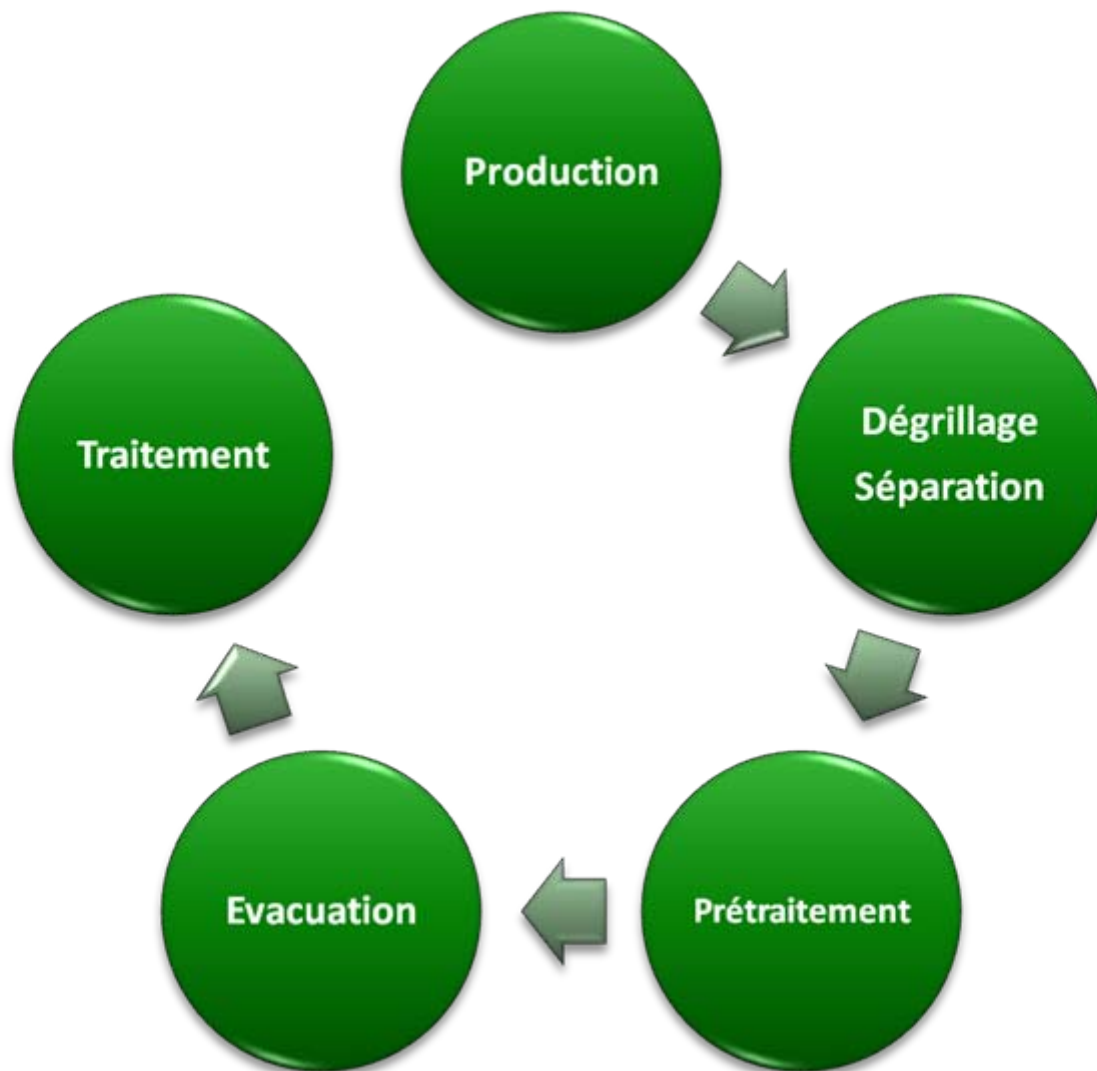 Production
Dégrillage
Séparation
Prétraitement
Evacuation
Traitement